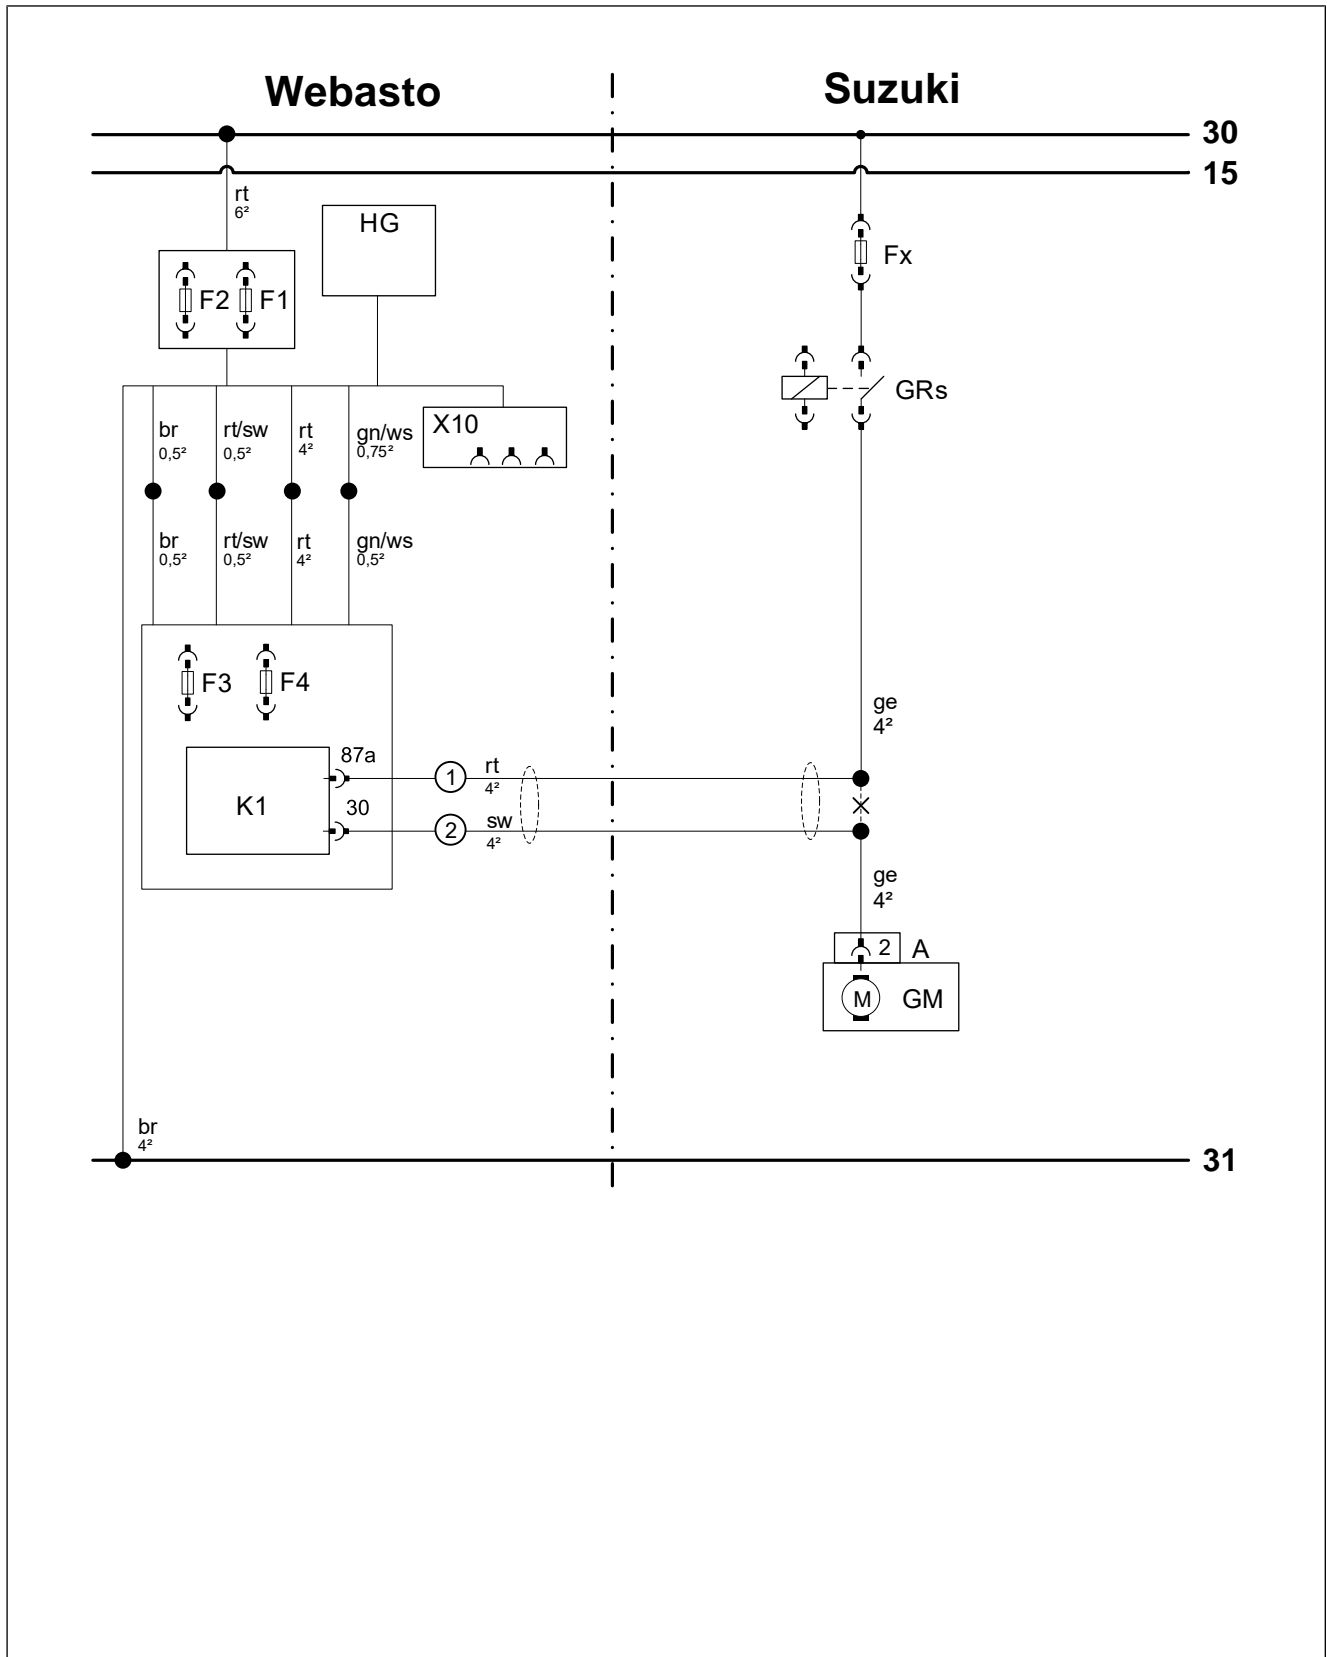 Webasto
Suzuki
30
15
rt
6²
HG
Fx
F2
F1
GRs
X10
br
0,5²
rt/sw
0,5²
rt
4²
gn/ws
0,75²
br
0,5²
rt/sw
0,5²
rt
4²
gn/ws
0,5²
F3
F4
ge
4²
87a
1
rt
4²
K1
30
2
sw
4²
ge
4²
2
A
M
GM
br
4²
31